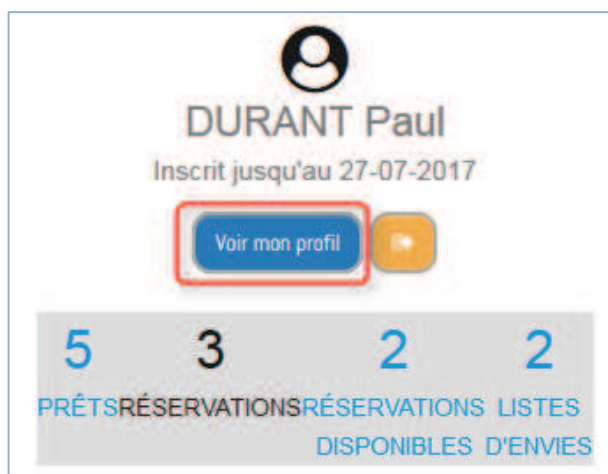 DURANT Paul
Inscrit jusqu'au 27-07-2017
Voir mon profil
5 3 2 2
PRÊTS RÉSERVATIONS RÉSERVATIONS LISTES
DISPONIBLES D'ENVIES